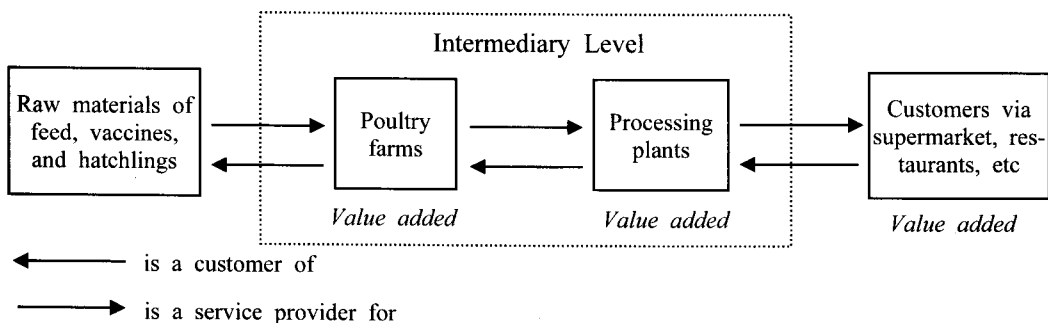 Intermediary Level
Raw materials of
feed, vaccines,
and hatchlings
Poultry
farms
Value added
Processing
plants
Value added
Customers via
supermarket, res-
taurants, etc
Value added
is a customer of
is a service provider for